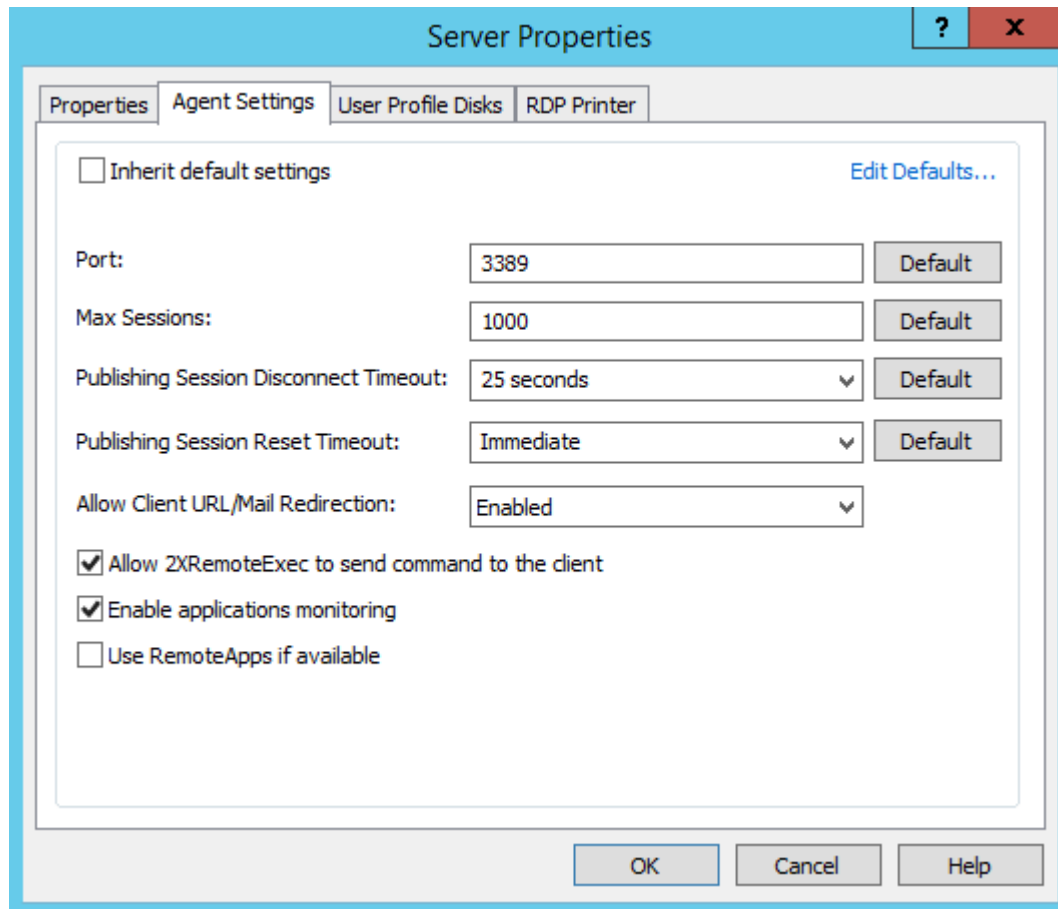 Server Properties
? x
Properties Agent Settings User Profile Disks RDP Printer
Inherit default settings Edit Defaults...
Port: 3389 Default
Max Sessions: 1000 Default
Publishing Session Disconnect Timeout: 25 seconds Default
Publishing Session Reset Timeout: Immediate Default
Allow Client URL/Mail Redirection: Enabled
Allow 2XRemoteExec to send command to the client
Enable applications monitoring
Use RemoteApps if available
OK Cancel Help